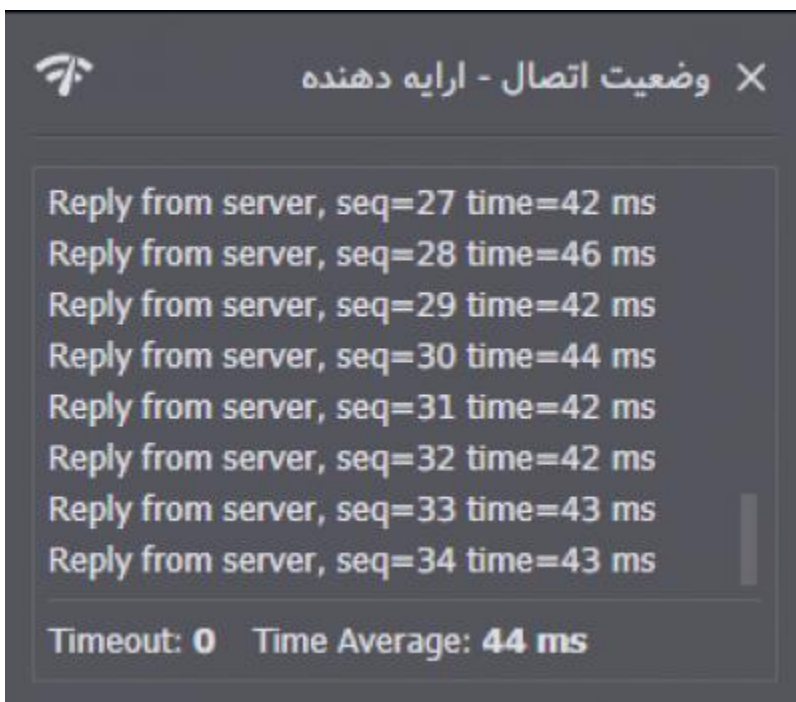 وضعیت اتصال - ارایه دهنده
Reply from server, seq=27 time=42 ms
Reply from server, seq=28 time=46 ms
Reply from server, seq=29 time=42 ms
Reply from server, seq=30 time=44 ms
Reply from server, seq=31 time=42 ms
Reply from server, seq=32 time=42 ms
Reply from server, seq=33 time=43 ms
Reply from server, seq=34 time=43 ms
Timeout: 0 Time Average: 44 ms